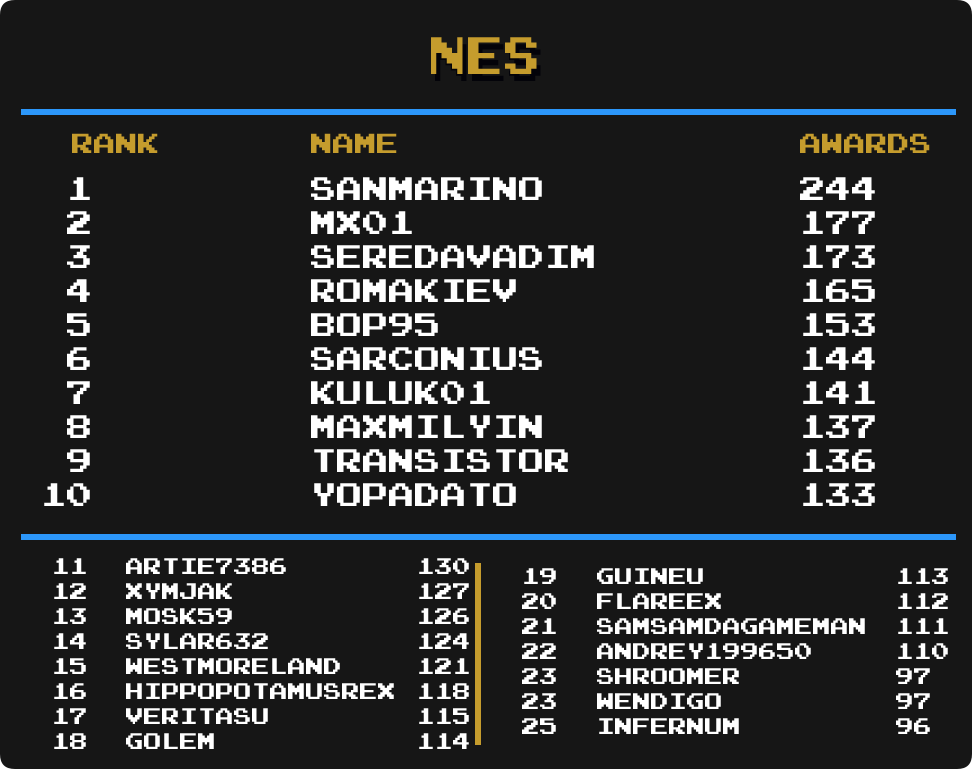 NES
RANK NAME AWARDS
1 SANMARINO 244
2 MX01 177
3 SEREDAVADIM 173
4 ROMAKIEV 165
5 BOP95 153
6 SARCONIUS 144
7 KULUK01 141
8 MAXMILYIN 137
9 TRANSISTOR 136
10 YOPADATO 133
11 ARTIE7386 130
12 XYMJAK 127
13 MOSK59 126
14 SYLAR632 124
15 WESTMORELAND 121
16 HIPPOPOTAMUSREX 118
17 VERITASU 115
18 GOLEM 114
19 GUINEU 113
20 FLAREEX 112
21 SAMSAMDAGAMEMAN 111
22 ANDREY199650 110
23 SHROOMER 97
23 WENDIGO 97
25 INFERNUM 96